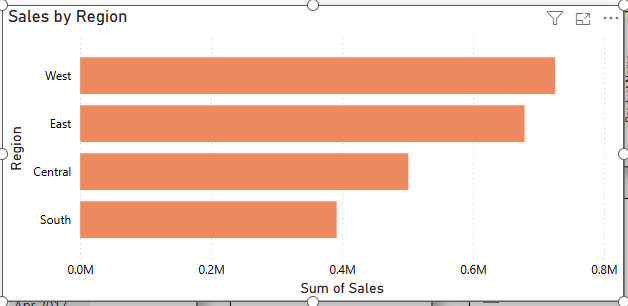 Sales by Region
West
East
Central
South
Region
0.0M 0.2M 0.4M 0.6M 0.8M
Sum of Sales